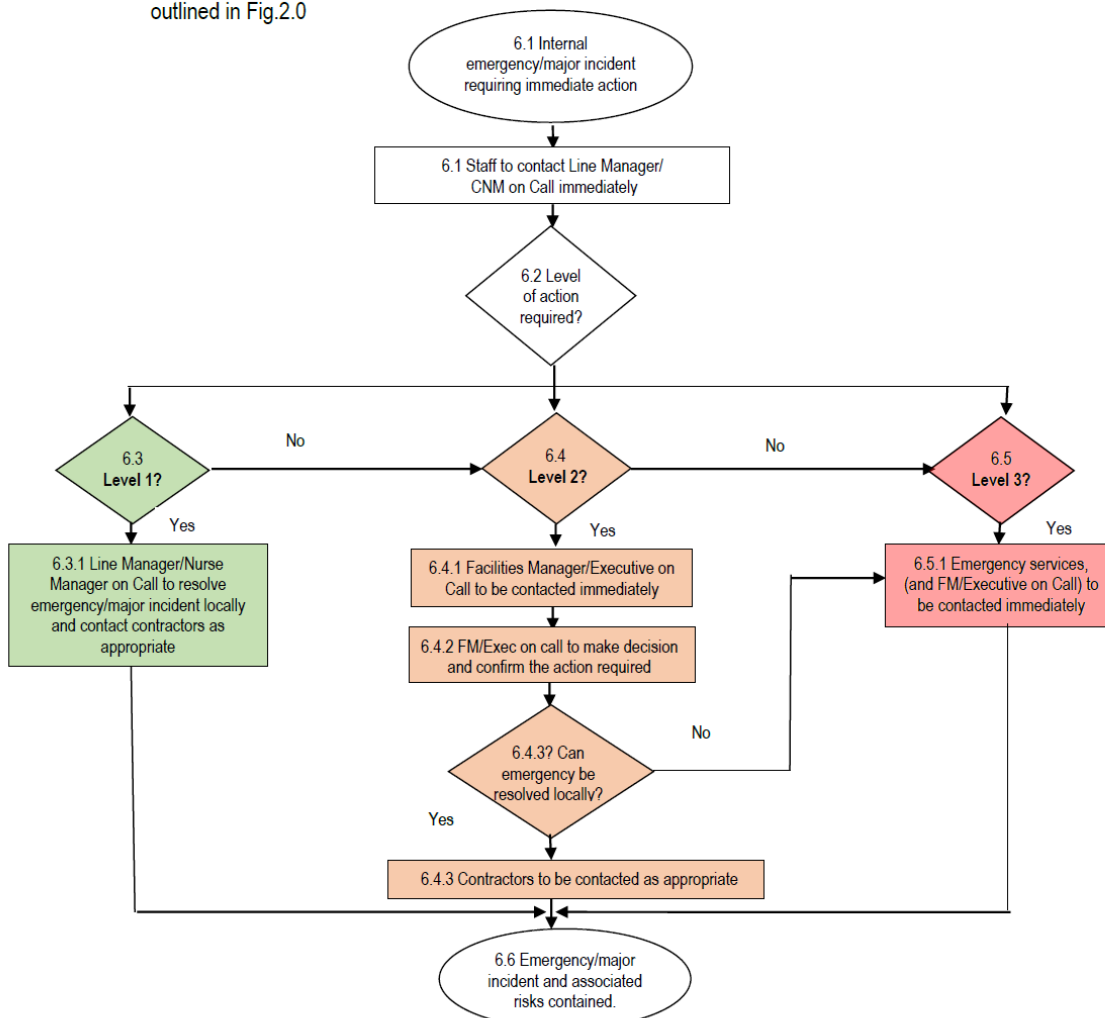 outlined in Fig.2.0
6.1 Internal
emergency/major incident
requiring immediate action
6.1 Staff to contact Line Manager/
CNM on Call immediately
6.2 Level
of action
required?
No
No
6.3
Level 1?
6.4
Level 2?
6.5
Level 3?
Yes
Yes
Yes
6.3.1 Line Manager/Nurse
Manager on Call to resolve
emergency/major incident locally
and contact contractors as
appropriate
6.4.1 Facilities Manager/Executive on
Call to be contacted immediately
6.5.1 Emergency services,
(and FM/Executive on Call) to
be contacted immediately
6.4.2 FM/Exec on call to make decision
and confirm the action required
No
6.4.3? Can
emergency be
resolved locally?
Yes
6.4.3 Contractors to be contacted as appropriate
6.6 Emergency/major
incident and associated
risks contained.